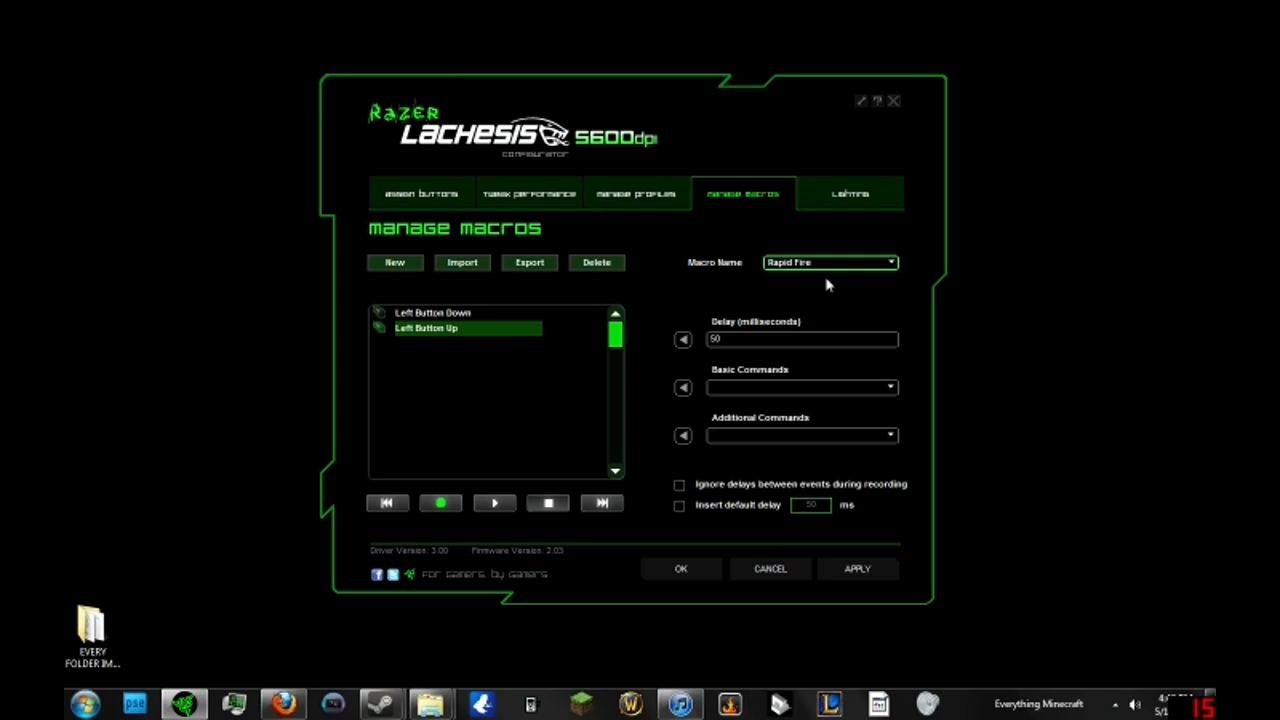 RAZER
LACHESIS 5600dpi
CONFIGURATOR
assign buttons
tweak performance
manage profiles
manage macros
Lighting
manage macros
New
Import
Export
Delete
Macro Name
Rapid Fire
Left Button Down
Left Button Up
Delay (milliseconds)
50
Basic Commands
Additional Commands
Ignore delays between events during recording
Insert default delay 50 ms
Driver Version: 3.00 Firmware Version: 2.03
For Gamers. by Gamers.
OK
CANCEL
APPLY
EVERY
FOLDER IM...
pse
Everything Minecraft
15